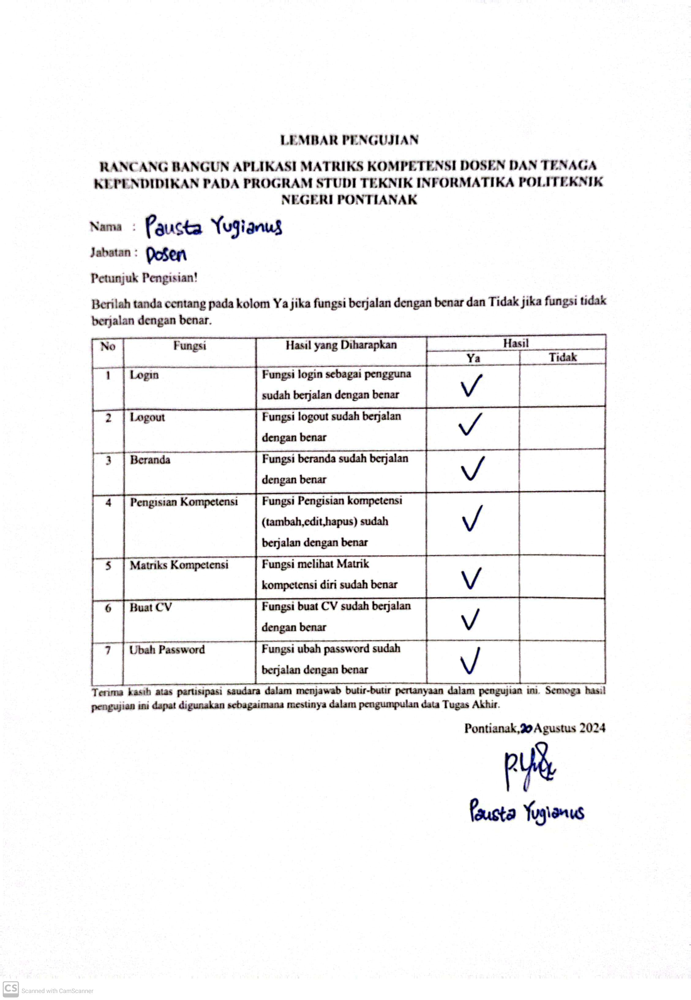 LEMBAR PENGUJIAN
RANCANG BANGUN APLIKASI MATRIKS KOMPETENSI DOSEN DAN TENAGA
KEPENDIDIKAN PADA PROGRAM STUDI TEKNIK INFORMATIKA POLITEKNIK
NEGERI PONTIANAK
Nama : Pausta Yugianus
Jabatan : Dosen
Petunjuk Pengisian!
Berilah tanda centang pada kolom Ya jika fungsi berjalan dengan benar dan Tidak jika fungsi tidak
berjalan dengan benar.
No Fungsi Hasil yang Diharapkan Hasil
Ya Tidak
1 Login Fungsi login sebagai pengguna
sudah berjalan dengan benar ✓
2 Logout Fungsi logout sudah berjalan
dengan benar ✓
3 Beranda Fungsi beranda sudah berjalan
dengan benar ✓
4 Pengisian Kompetensi Fungsi Pengisian kompetensi
(tambah,edit,hapus) sudah ✓
berjalan dengan benar
5 Matriks Kompetensi Fungsi melihat Matrik
kompetensi diri sudah benar ✓
6 Buat CV Fungsi buat CV sudah berjalan
dengan benar ✓
7 Ubah Password Fungsi ubah password sudah
berjalan dengan benar ✓
Terima kasih atas partisipasi saudara dalam menjawab butir-butir pertanyaan dalam pengujian ini. Semoga hasil
pengujian ini dapat digunakan sebagaimana mestinya dalam pengumpulan data Tugas Akhir.
Pontianak,20 Agustus 2024
Pausta Yugianus
CS Scanned with CamScanner